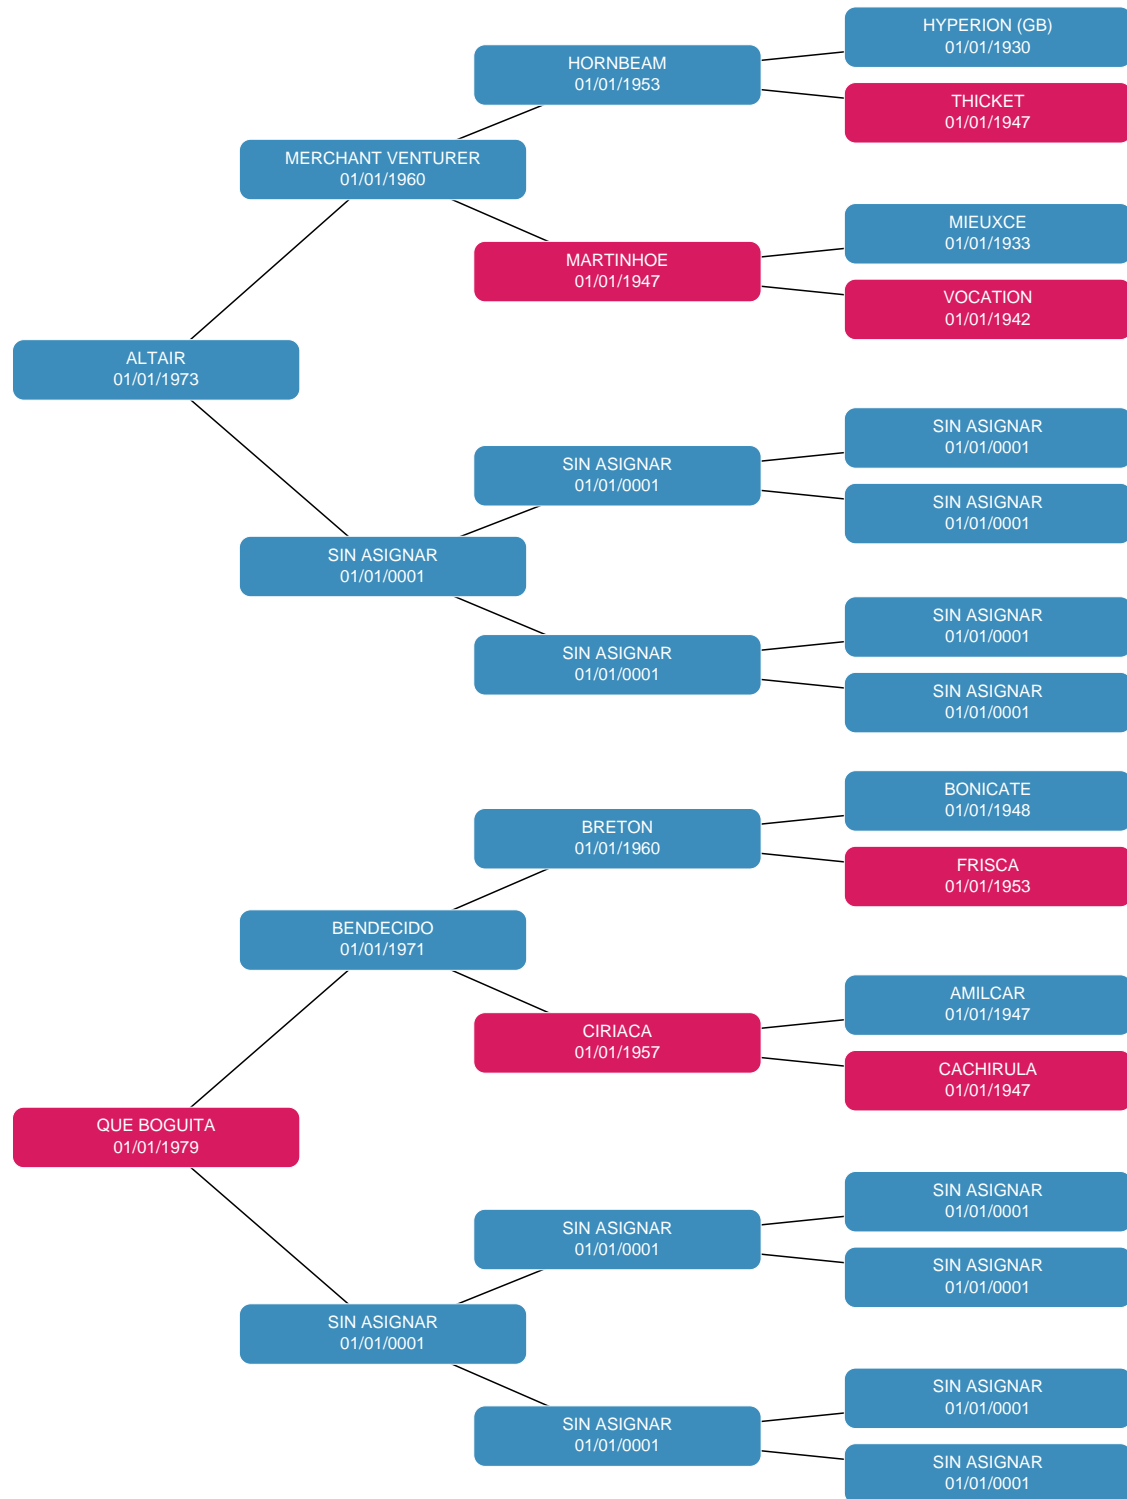 HYPERION (GB)
01/01/1930
HORNBEAM
01/01/1953
THICKET
01/01/1947
MERCHANT VENTURER
01/01/1960
MIEUXCE
01/01/1933
MARTINHOE
01/01/1947
VOCATION
01/01/1942
ALTAIR
01/01/1973
SIN ASIGNAR
01/01/0001
SIN ASIGNAR
01/01/0001
SIN ASIGNAR
01/01/0001
SIN ASIGNAR
01/01/0001
SIN ASIGNAR
01/01/0001
SIN ASIGNAR
01/01/0001
SIN ASIGNAR
01/01/0001
BONICATE
01/01/1948
BRETON
01/01/1960
FRISCA
01/01/1953
BENDECIDO
01/01/1971
AMILCAR
01/01/1947
CIRIACA
01/01/1957
CACHIRULA
01/01/1947
QUE BOGUITA
01/01/1979
SIN ASIGNAR
01/01/0001
SIN ASIGNAR
01/01/0001
SIN ASIGNAR
01/01/0001
SIN ASIGNAR
01/01/0001
SIN ASIGNAR
01/01/0001
SIN ASIGNAR
01/01/0001
SIN ASIGNAR
01/01/0001